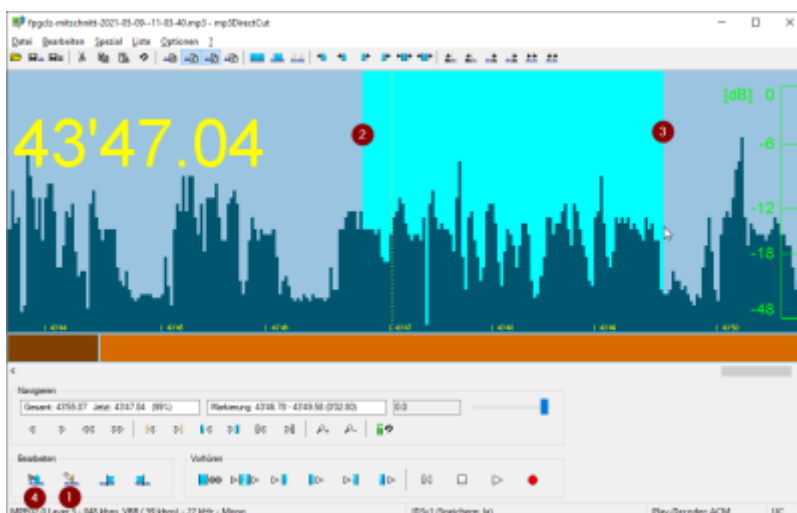 fpgcls-mitschnitt-2021-03-09--11-03-40.mp3 - mp3DirectCut
Datei Bearbeiten Spezial Liste Optionen ?
43'47.04
[dB] 0
-6
-12
-18
-48
2
3
Navigieren
Gesamt: 43'55.07 Jetzt: 43'47.04 (99%)
Markierung: 43'46.78 - 43'49.58 (0'02.80)
0.0
Bearbeiten
Vorhören
4
1